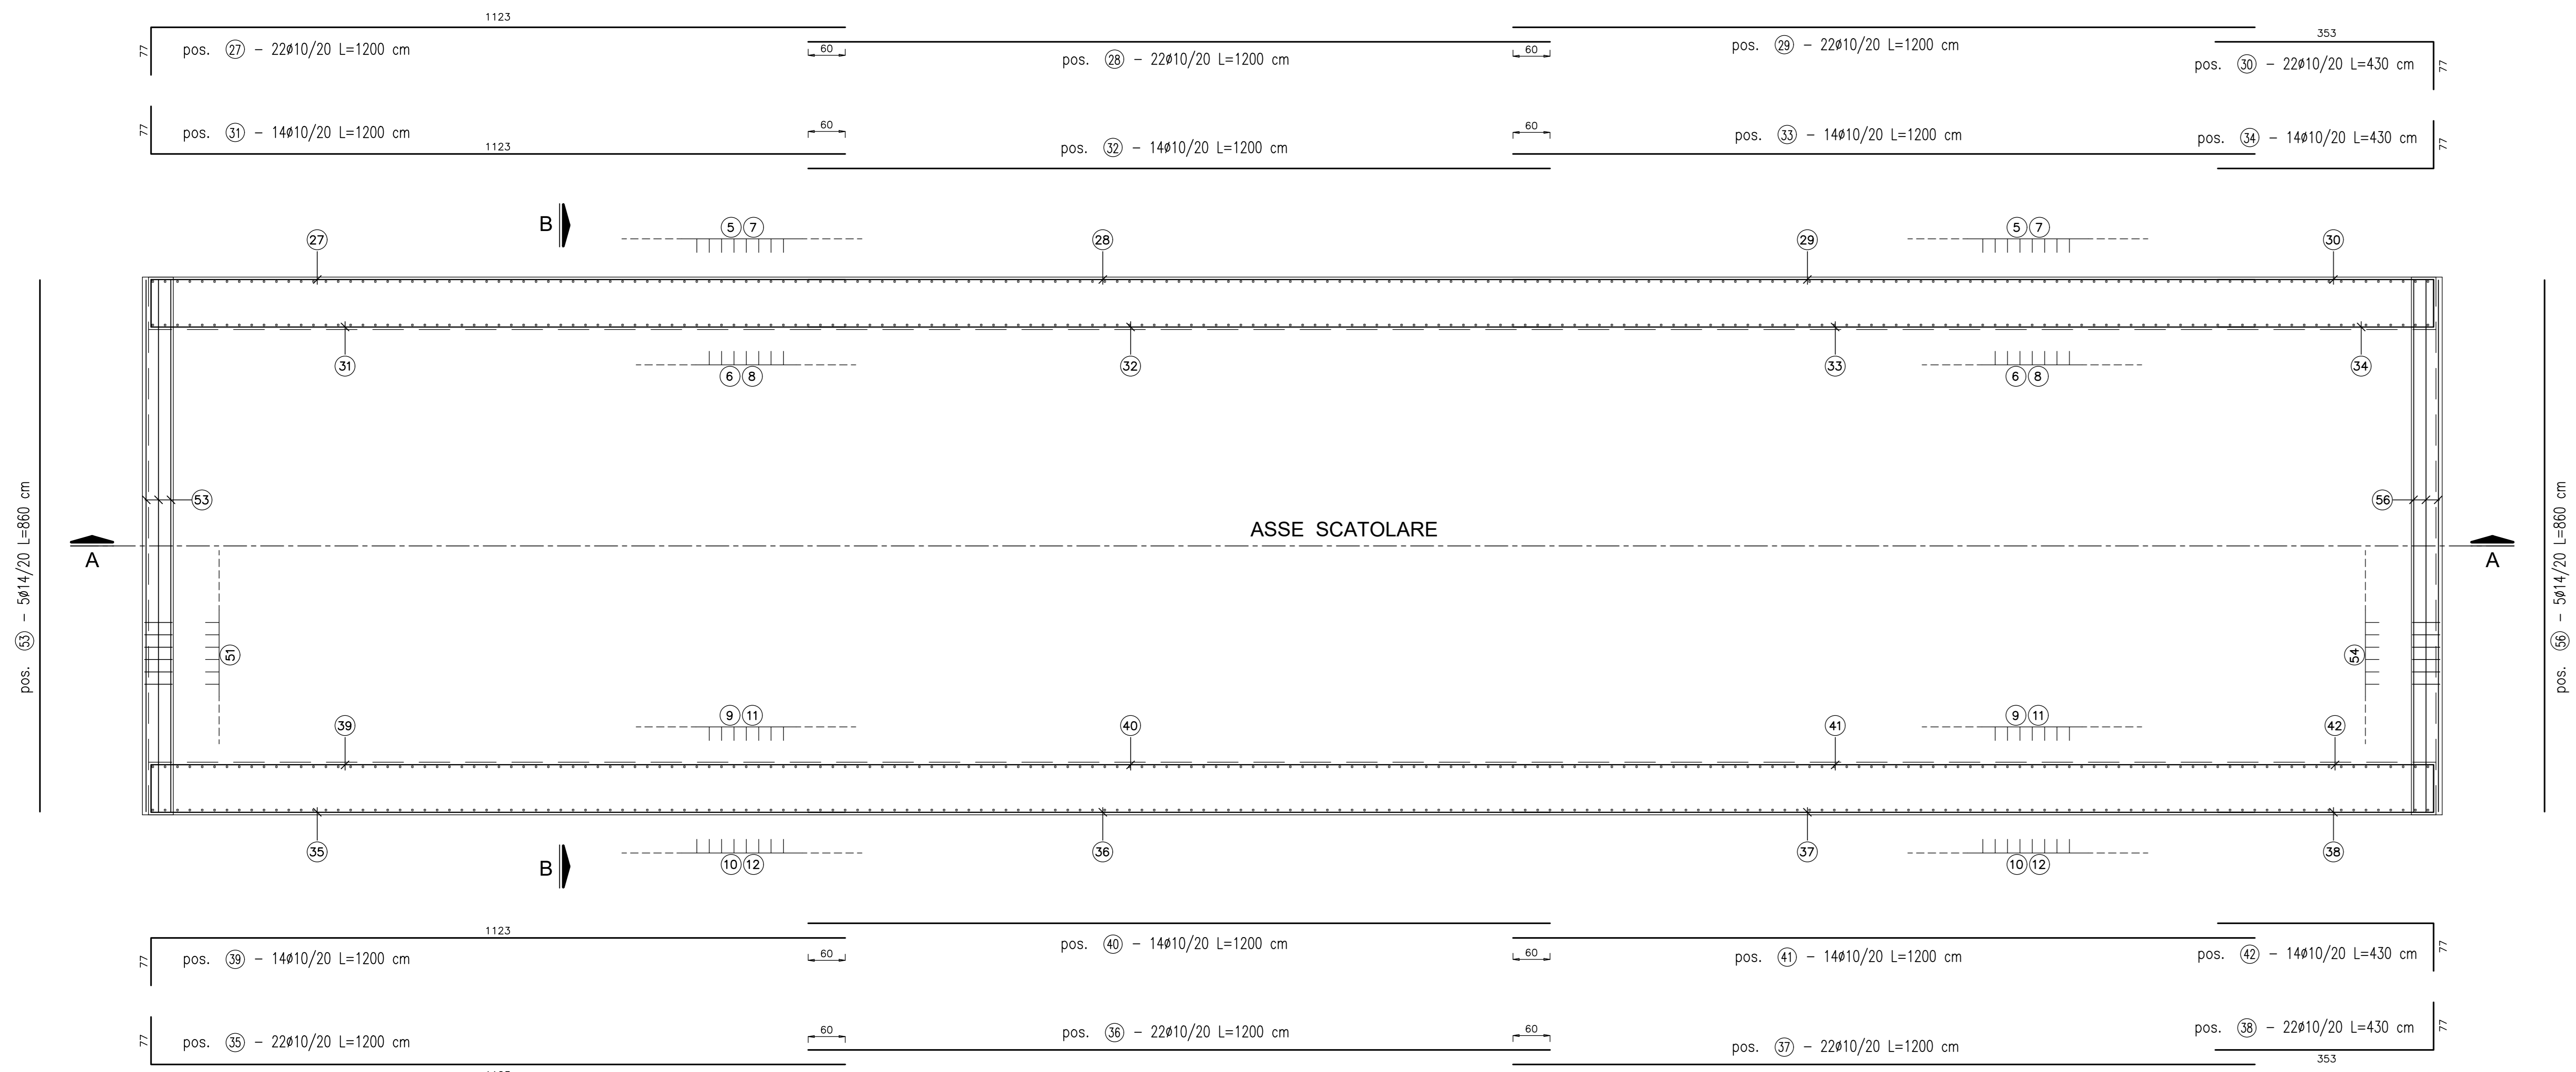 1123
353
77 pos. 27 - 22ø10/20 L=1200 cm
60
pos. 28 - 22ø10/20 L=1200 cm
60
pos. 29 - 22ø10/20 L=1200 cm
pos. 30 - 22ø10/20 L=430 cm 77
77 pos. 31 - 14ø10/20 L=1200 cm
1123
60
pos. 32 - 14ø10/20 L=1200 cm
60
pos. 33 - 14ø10/20 L=1200 cm
pos. 34 - 14ø10/20 L=430 cm 77
B
5 7
5 7
27
28
29
30
31
6 8
32
33
6 8
34
53
56
pos. 53 - 5ø14/20 L=860 cm
pos. 56 - 5ø14/20 L=860 cm
ASSE SCATOLARE
A
A
51
54
39
9 11
40
41
9 11
42
35
B
10 12
36
37
10 12
38
1123
77 pos. 39 - 14ø10/20 L=1200 cm
60
pos. 40 - 14ø10/20 L=1200 cm
60
pos. 41 - 14ø10/20 L=1200 cm
pos. 42 - 14ø10/20 L=430 cm 77
77 pos. 35 - 22ø10/20 L=1200 cm
60
pos. 36 - 22ø10/20 L=1200 cm
60
pos. 37 - 22ø10/20 L=1200 cm
pos. 38 - 22ø10/20 L=430 cm 77
353